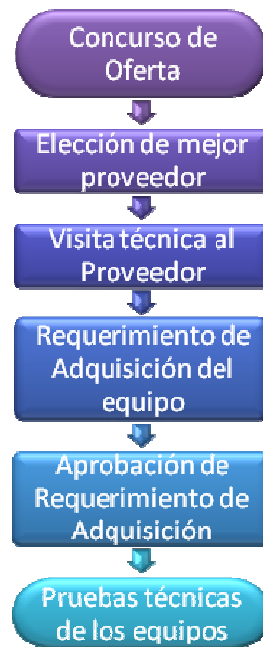 Concurso de
Oferta
Elección de mejor
proveedor
Visita técnica al
Proveedor
Requerimiento de
Adquisición del
equipo
Aprobación de
Requerimiento de
Adquisición
Pruebas técnicas
de los equipos